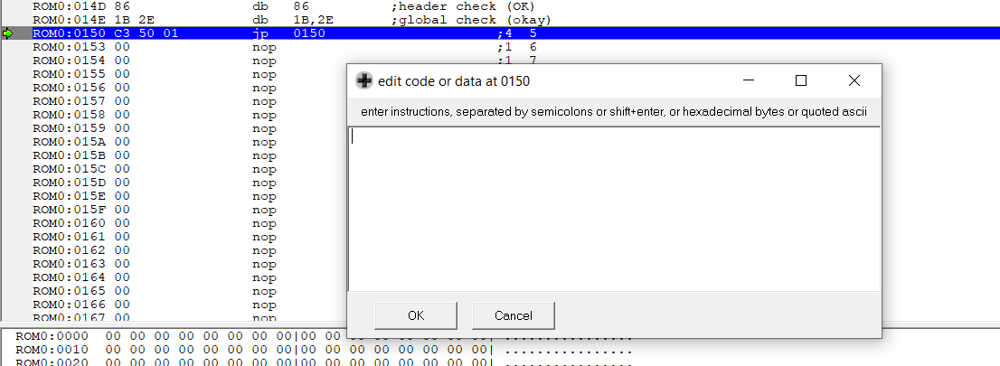 ROM0:014D 86 db 86 ;header check (OK)
ROM0:014E 1B 2E db 1B,2E ;global check (okay)
ROM0:0150 C3 50 01 jp 0150 ;4 5
ROM0:0153 00 nop ;1 6
ROM0:0154 00 nop ;1 7
ROM0:0155 00 nop
ROM0:0156 00 nop
ROM0:0157 00 nop
ROM0:0158 00 nop
ROM0:0159 00 nop
ROM0:015A 00 nop
ROM0:015B 00 nop
ROM0:015C 00 nop
ROM0:015D 00 nop
ROM0:015E 00 nop
ROM0:015F 00 nop
ROM0:0160 00 nop
ROM0:0161 00 nop
ROM0:0162 00 nop
ROM0:0163 00 nop
ROM0:0164 00 nop
ROM0:0165 00 nop
ROM0:0166 00 nop
ROM0:0167 00 nop
edit code or data at 0150
enter instructions, separated by semicolons or shift+enter, or hexadecimal bytes or quoted ascii
OK Cancel
ROM0:0000 00 00 00 00 00 00 00 00|00 00 00 00 00 00 00 00| ................
ROM0:0010 00 00 00 00 00 00 00 00|00 00 00 00 00 00 00 00| ................
ROM0:0020 00 00 00 00 00 00 00 00|00 00 00 00 00 00 00 00| ................